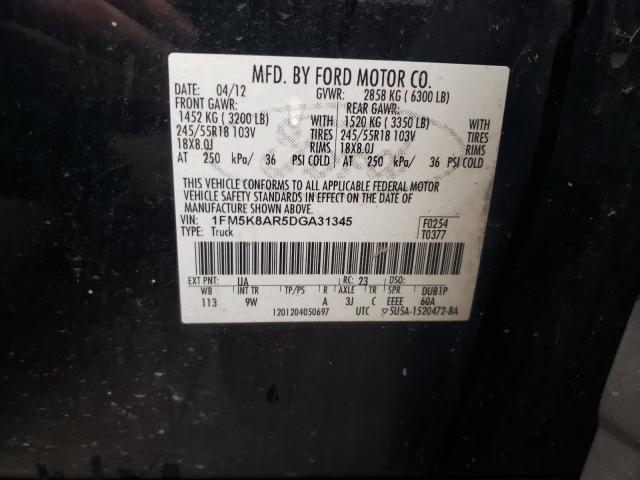 MFD. BY FORD MOTOR CO.
DATE: 04/12 GVWR: 2858 KG ( 6300 LB)
FRONT GAWR: REAR GAWR:
1452 KG ( 3200 LB) WITH 1520 KG ( 3350 LB) WITH
245/55R18 103V TIRES 245/55R18 103V TIRES
18X8.0J RIMS 18X8.0J RIMS
AT 250 kPa/ 36 PSI COLD AT 250 kPa/ 36 PSI COLD
THIS VEHICLE CONFORMS TO ALL APPLICABLE FEDERAL MOTOR
VEHICLE SAFETY STANDARDS IN EFFECT ON THE DATE OF
MANUFACTURE SHOWN ABOVE.
VIN: 1FM5K8AR5DGA31345 F0254
TYPE: Truck T0377
EXT PNT: UA RC: 23 DSO:
WB INT TR TP/PS R AXLE TR SPR DUB1P
113 9W A 3J C EEEE 60A
1201204050697 UTC 5U5A-1520472-BA